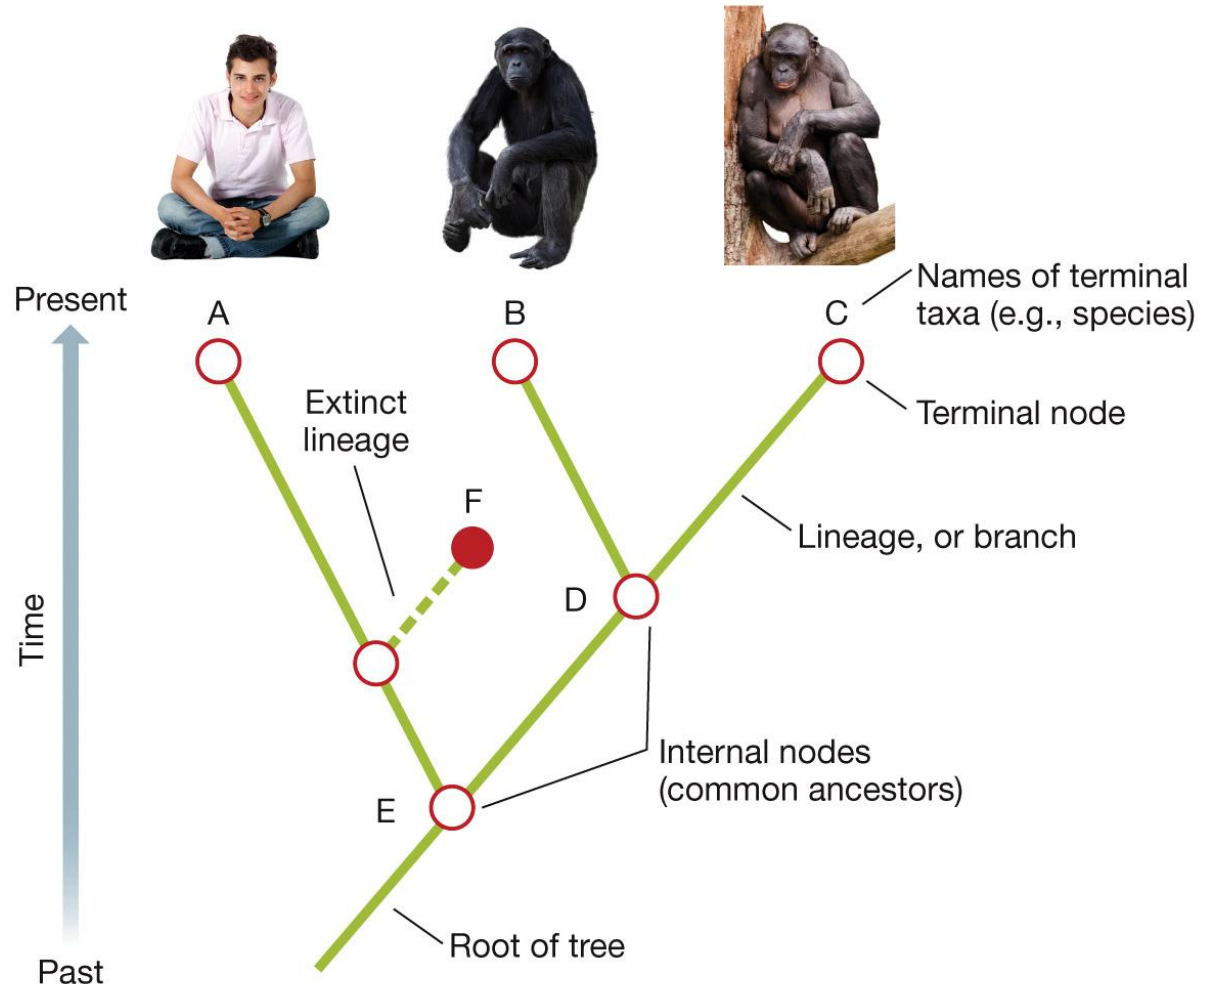 Present
A
B
C
Names of terminal
taxa (e.g., species)
Extinct
lineage
Terminal node
F
Lineage, or branch
D
Time
Internal nodes
(common ancestors)
E
Root of tree
Past